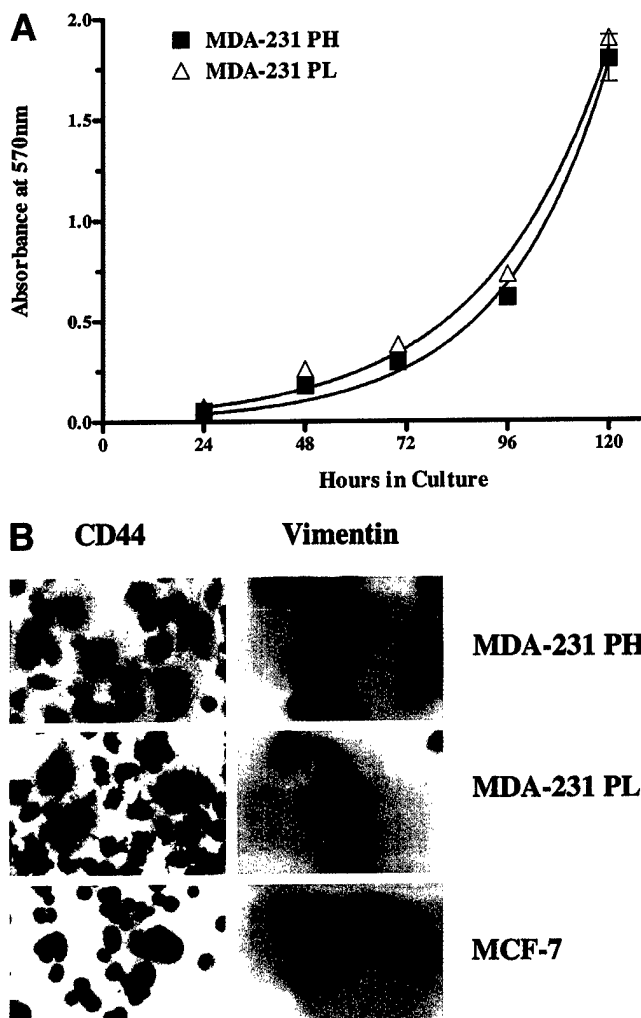 A
MDA-231 PH
MDA-231 PL
2.0
1.5
1.0
0.5
0.0
Absorbance at 570nm
0 24 48 72 96 120
Hours in Culture
B CD44 Vimentin
MDA-231 PH
MDA-231 PL
MCF-7